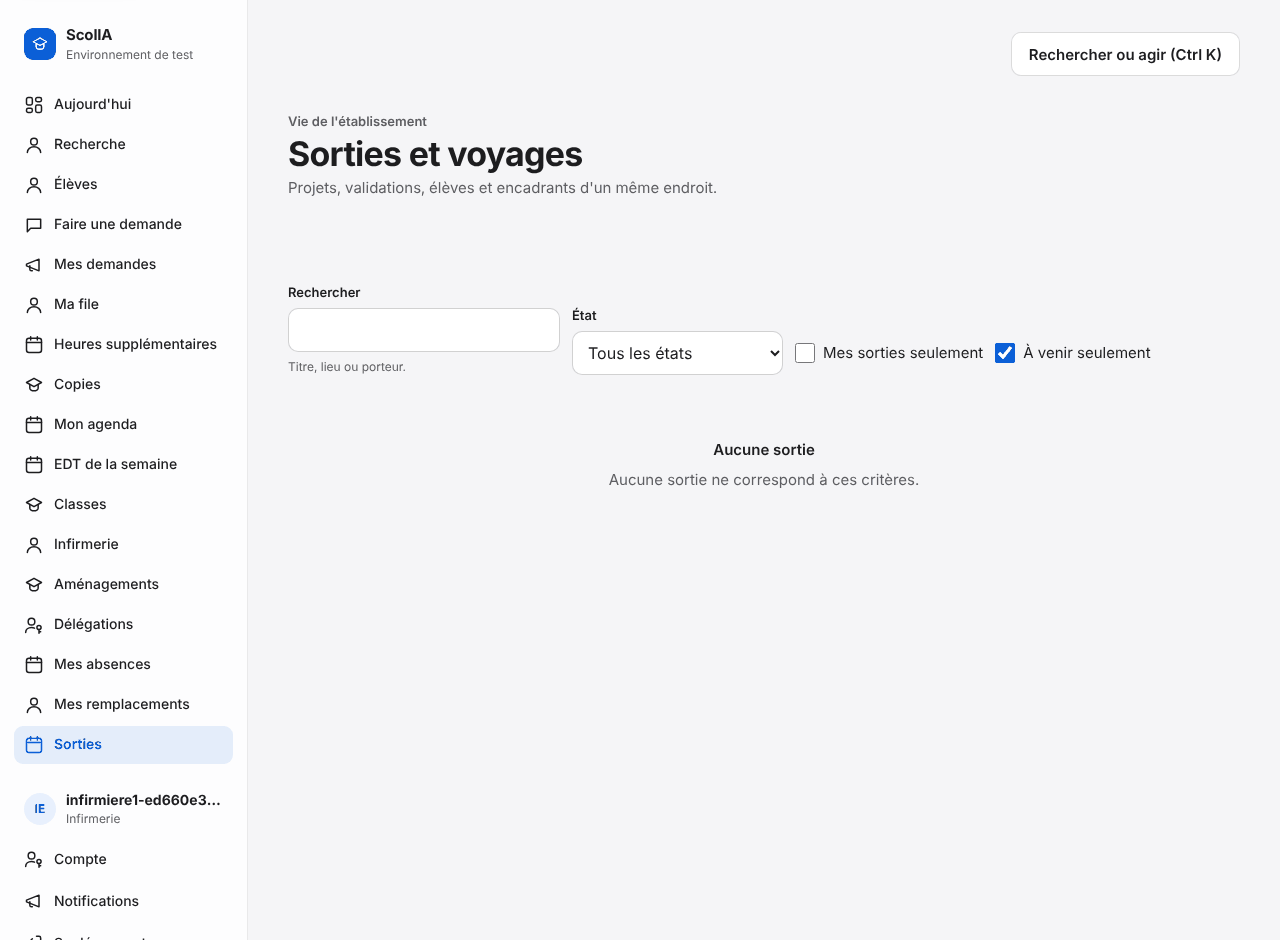 ScolIA
Environnement de test
Aujourd'hui
Recherche
Élèves
Faire une demande
Mes demandes
Ma file
Heures supplémentaires
Copies
Mon agenda
EDT de la semaine
Classes
Infirmerie
Aménagements
Délégations
Mes absences
Mes remplacements
Sorties
IE
infirmiere1-ed660e3...
Infirmerie
Compte
Notifications
Rechercher ou agir (Ctrl K)
Vie de l'établissement
Sorties et voyages
Projets, validations, élèves et encadrants d'un même endroit.
Rechercher
Titre, lieu ou porteur.
État
Tous les états
Mes sorties seulement
À venir seulement
Aucune sortie
Aucune sortie ne correspond à ces critères.